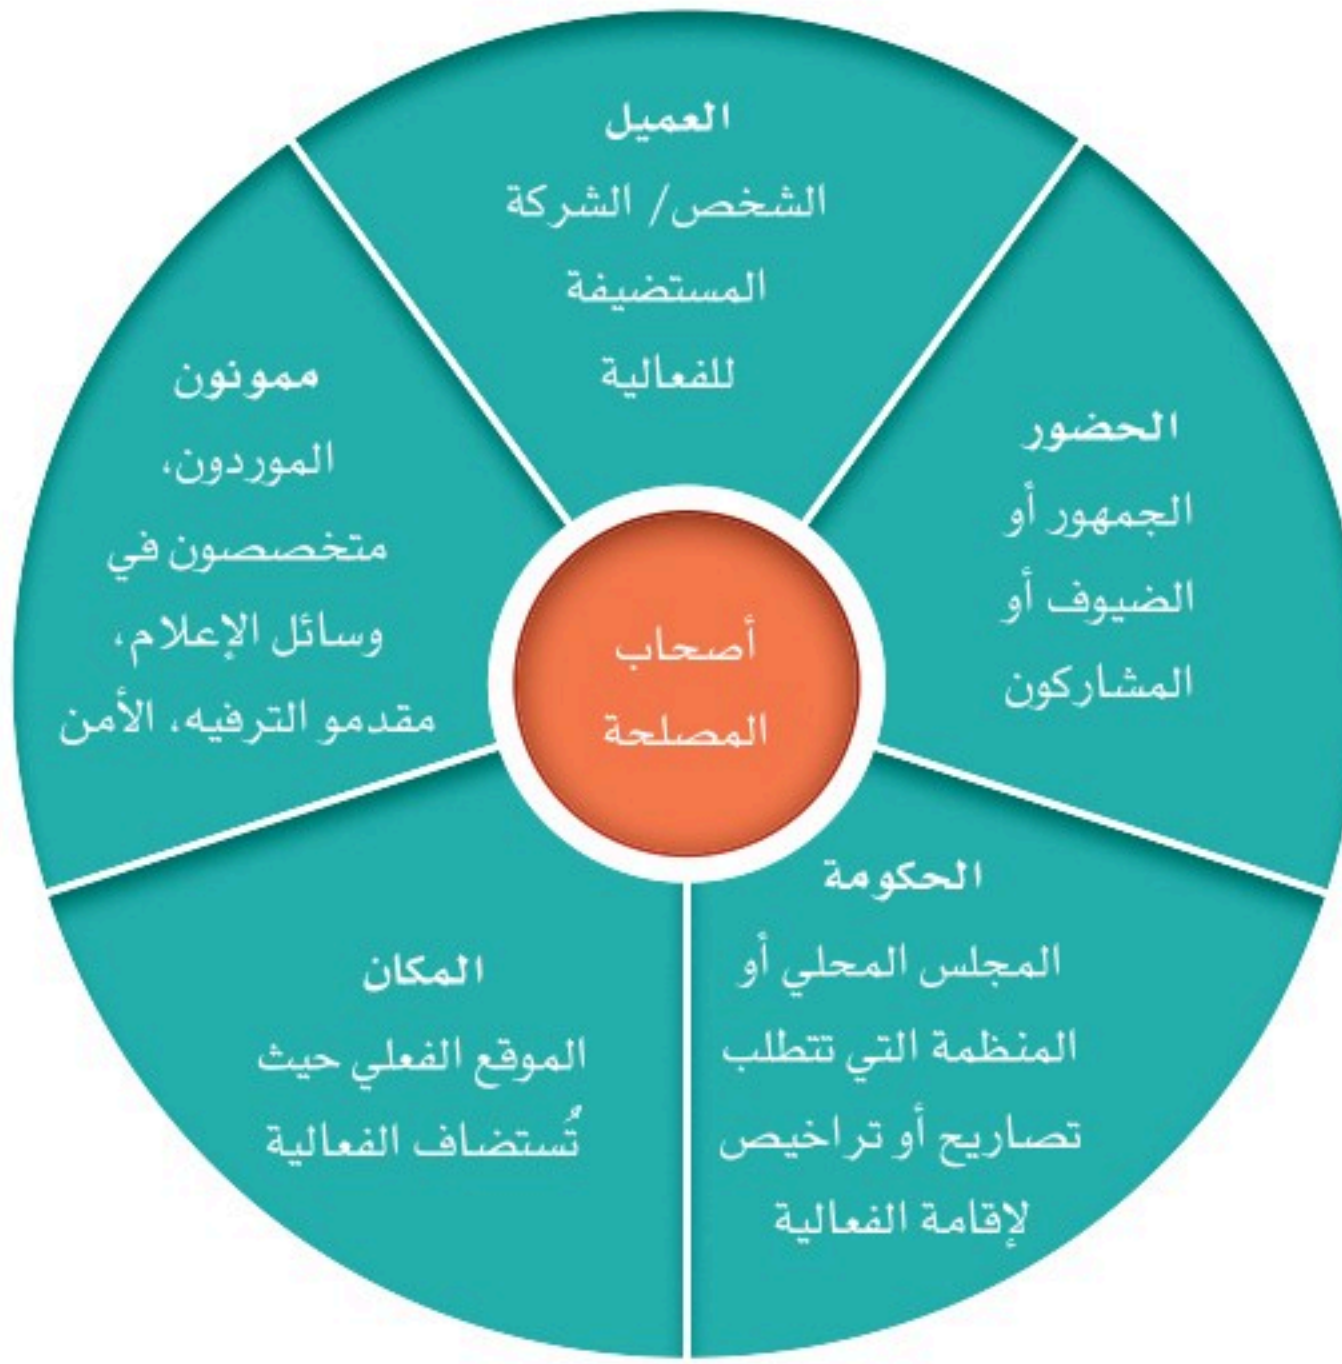 العميل
الشخص/ الشركة
المستضيفة
للفعالية
الحضور
الجمهور أو
الضيوف أو
المشاركون
الحكومة
المجلس المحلي أو
المنظمة التي تتطلب
تصاريح أو تراخيص
لإقامة الفعالية
المكان
الموقع الفعلي حيث
تُستضاف الفعالية
ممونون
الموردون،
متخصصون في
وسائل الإعلام،
مقدمو الترفيه، الأمن
أصحاب
المصلحة